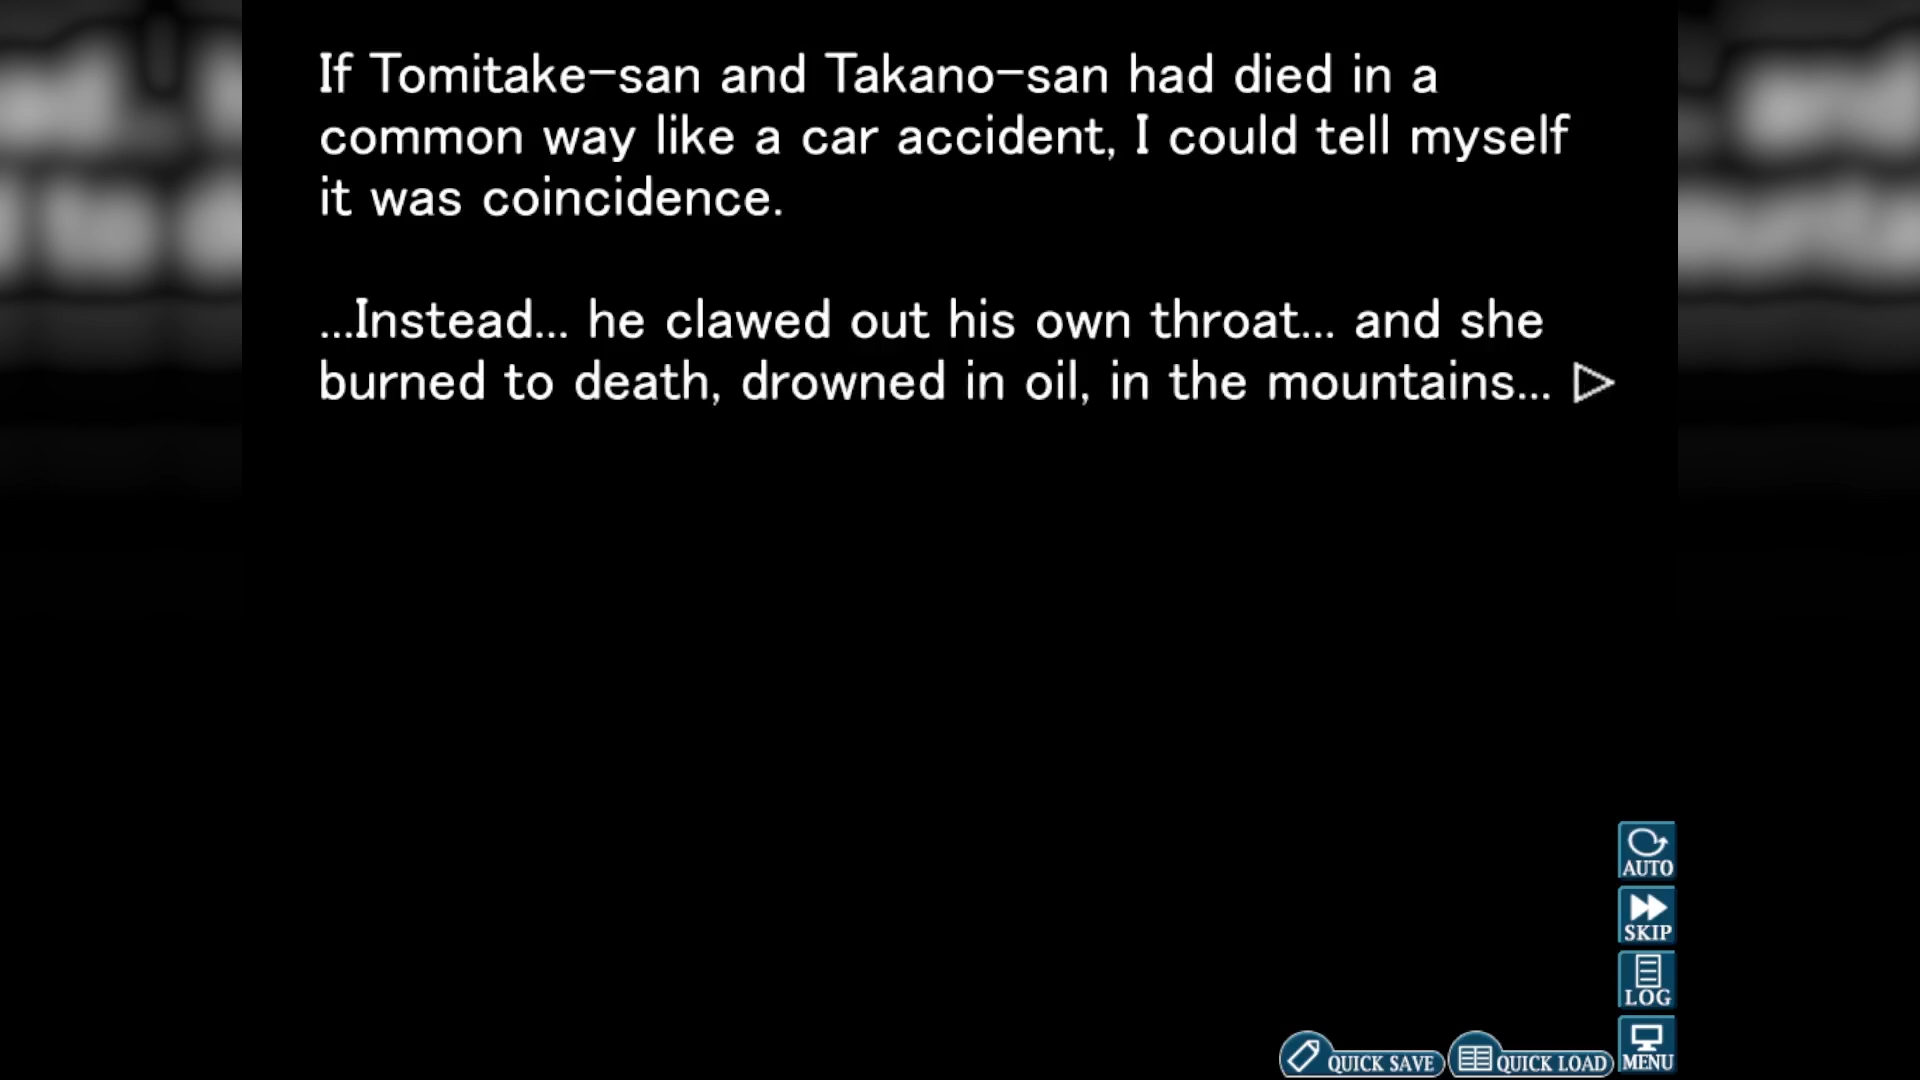 If Tomitake-san and Takano-san had died in a
common way like a car accident, I could tell myself
it was coincidence.
...Instead... he clawed out his own throat... and she
burned to death, drowned in oil, in the mountains...
AUTO
SKIP
LOG
MENU
QUICK SAVE
QUICK LOAD